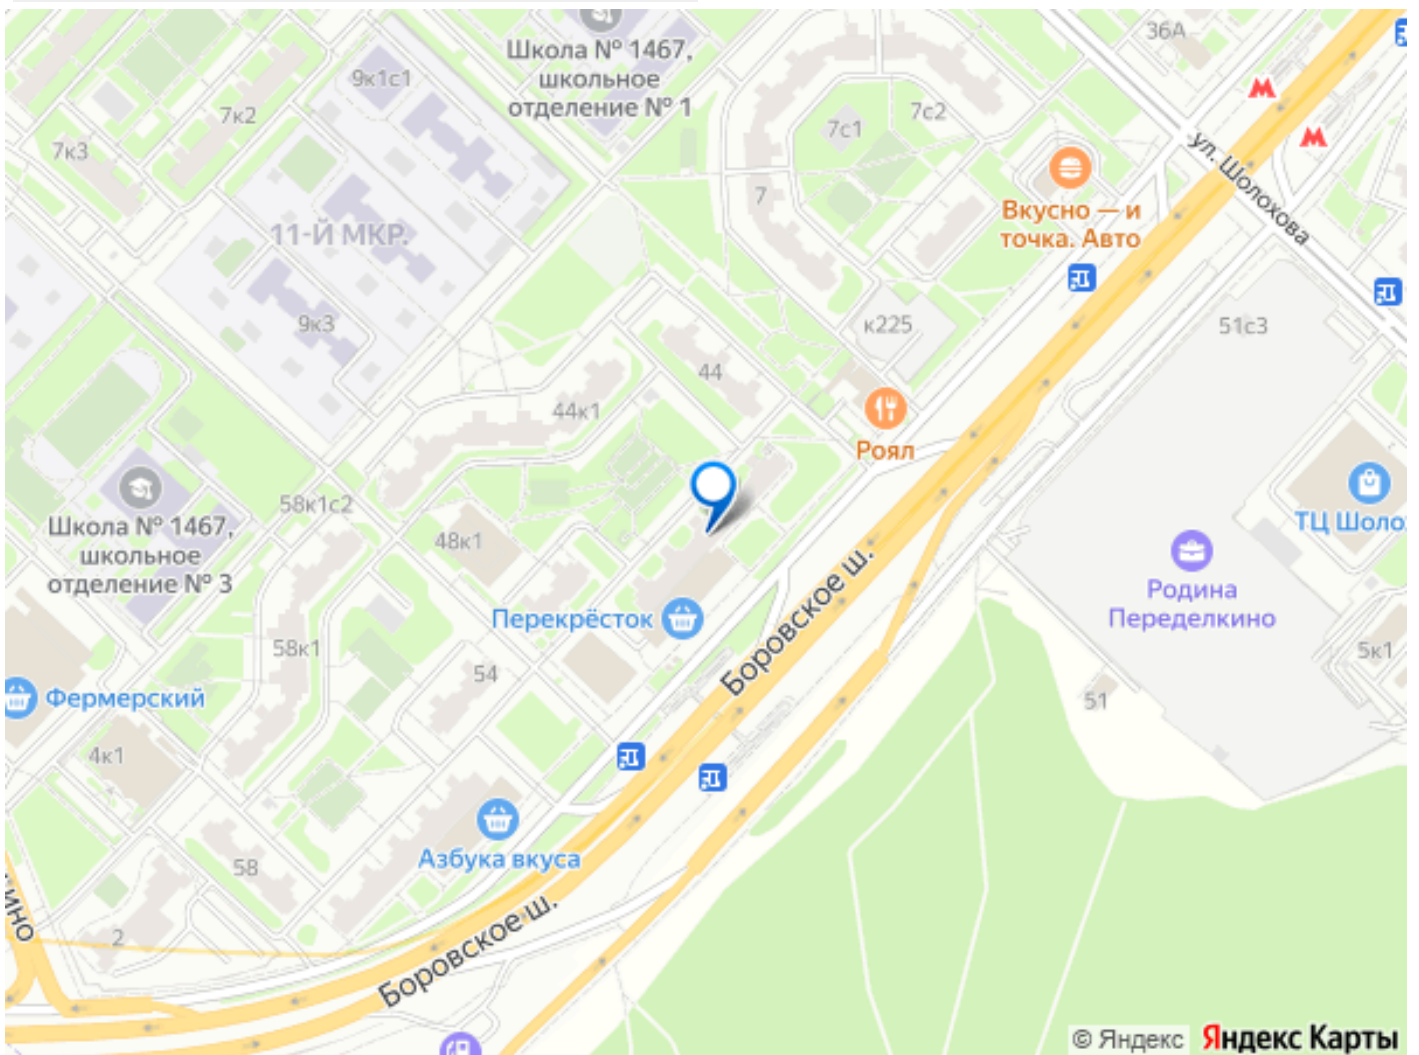 36А
Школа № 1467,
школьное
отделение № 1
9к1с1
7к2
7с2
7с1
7к3
ул. Шолохова
7
Вкусно — и
точка. Авто
11-Й МКР.
9к3
к225
51с3
44
44к1
Роял
58к1с2
Школа № 1467,
школьное
отделение № 3
48к1
ТЦ Шоло
Родина
Переделкино
Перекрёсток
Боровское ш.
58к1
5к1
54
Фермерский
51
4к1
Азбука вкуса
58
ино
2
Боровское ш.
© Яндекс Яндекс Карты